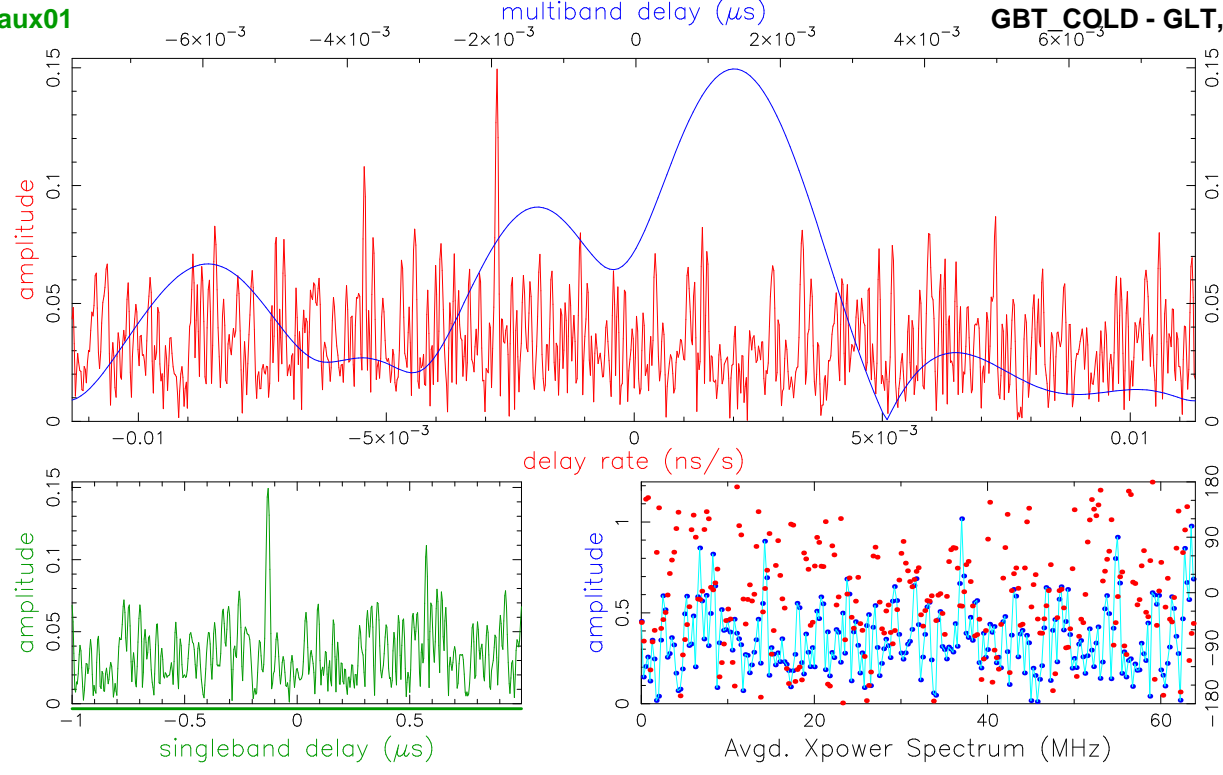 aux01
multiband delay (μs)
GBT_COLD - GLT,
−6×10⁻³ −4×10⁻³ −2×10⁻³ 0 2×10⁻³ 4×10⁻³ 6×10⁻³
amplitude
0 0.05 0.1 0.15
0 0.05 0.1 0.15
−0.01 −5×10⁻³ 0 5×10⁻³ 0.01
delay rate (ns/s)
amplitude
0 0.05 0.1 0.15
−1 −0.5 0 0.5
singleband delay (μs)
amplitude
0 0.5 1
−180 −90 0 90 180
0 20 40 60
Avgd. Xpower Spectrum (MHz)